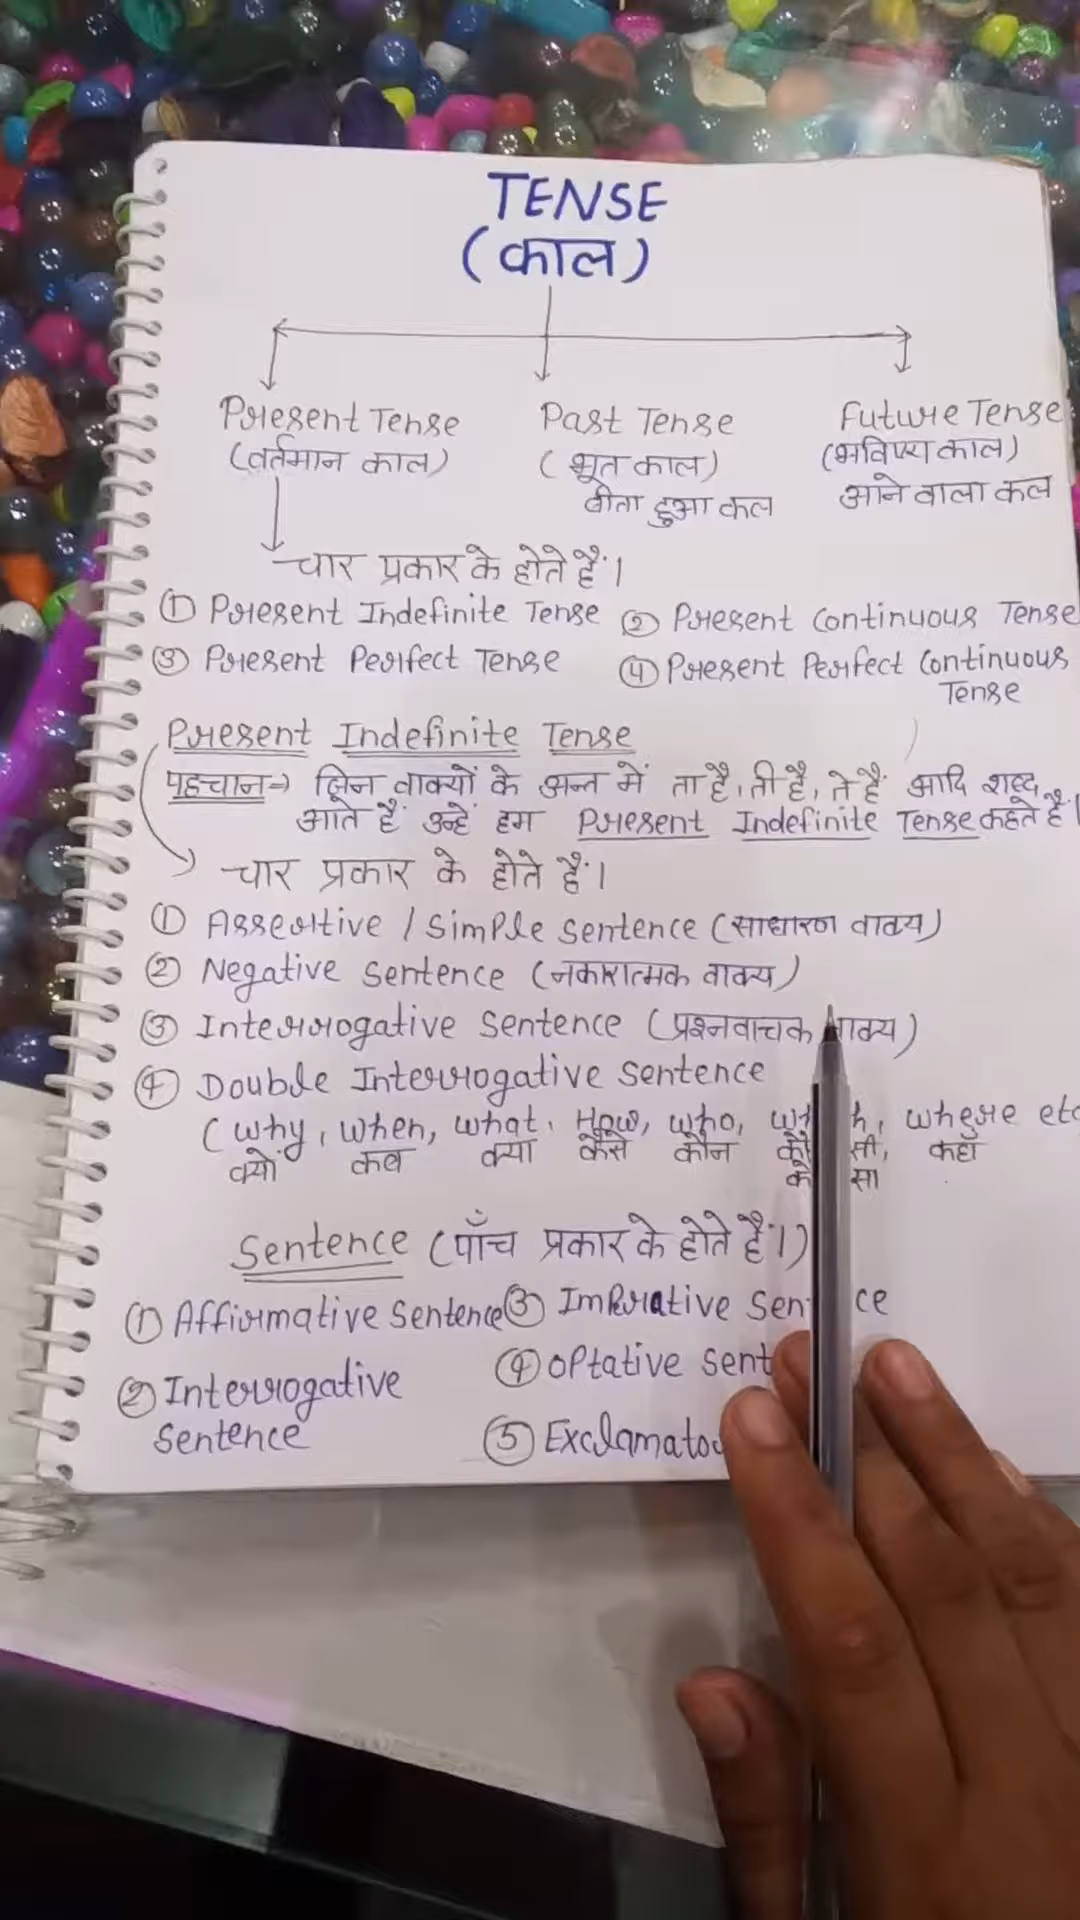 TENSE
(काल)
Present Tense Past Tense Future Tense
(वर्तमान काल) (भूत काल) (भविष्य काल)
बीता हुआ कल आने वाला कल
चार प्रकार के होते हैं।
① Present Indefinite Tense ② Present Continuous Tense
③ Present Perfect Tense ④ Present Perfect Continuous
Tense
Present Indefinite Tense
पहचान → जिन वाक्यों के अन्त में ता है, ती है, ते हैं आदि शब्द
आते हैं उन्हें हम Present Indefinite Tense कहते हैं।
चार प्रकार के होते हैं।
① Assertive / Simple Sentence (साधारण वाक्य)
② Negative Sentence (नकारात्मक वाक्य)
③ Interrogative Sentence (प्रश्नवाचक वाक्य)
④ Double Interrogative Sentence
(why, when, what, How, who, where etc
क्यों कब क्या कैसे कौन सी, कहाँ
सा
Sentence (पाँच प्रकार के होते हैं।)
① Affirmative Sentence ③ Imprative Sentence
② Interrogative ④ Optative Sent
Sentence ⑤ Exclamato